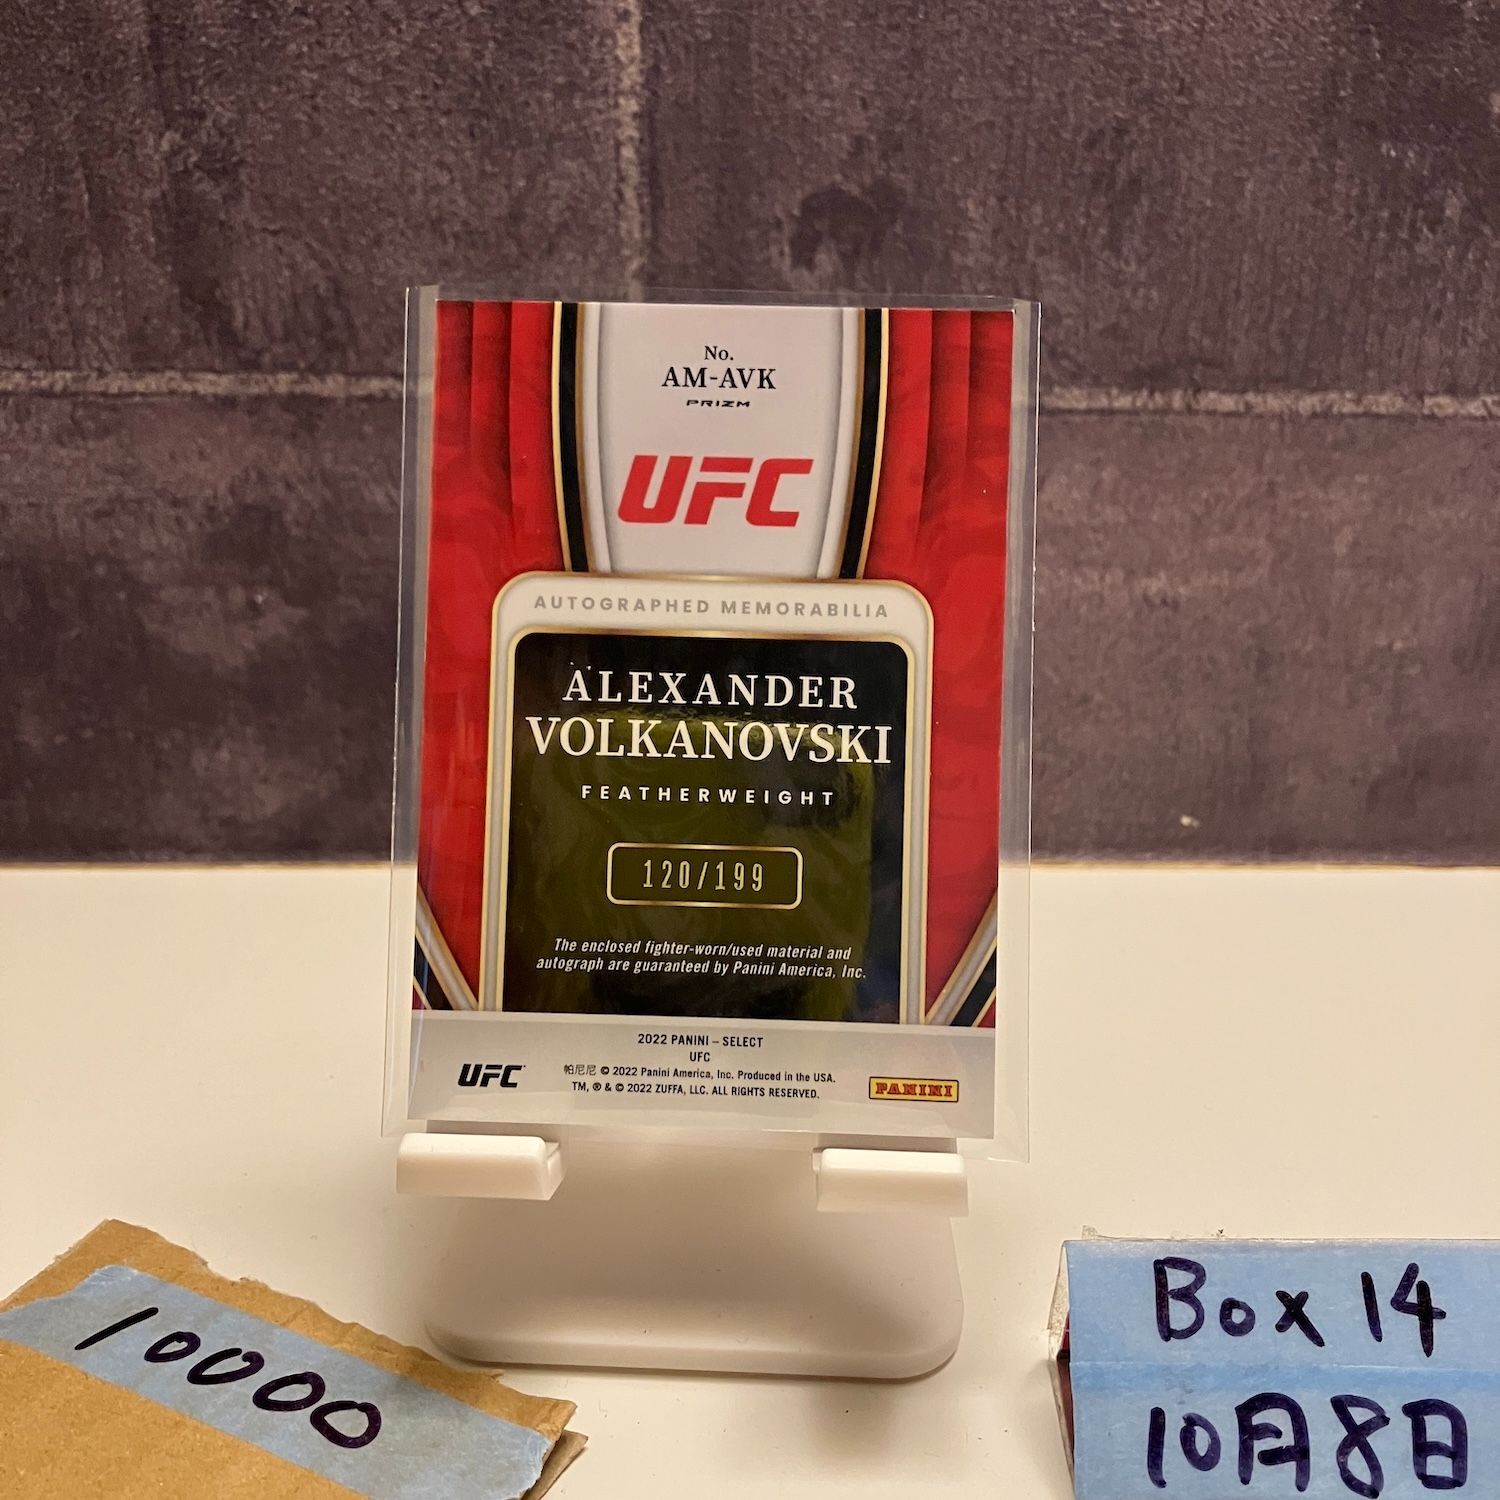 No.
AM-AVK
PRIZM
UFC
AUTOGRAPHED MEMORABILIA
ALEXANDER
VOLKANOVSKI
FEATHERWEIGHT
120/199
The enclosed fighter-worn/used material and
autograph are guaranteed by Panini America, Inc.
2022 PANINI – SELECT
UFC
UFC
帕尼尼 © 2022 Panini America, Inc. Produced in the USA.
TM, ® & © 2022 ZUFFA, LLC. ALL RIGHTS RESERVED.
PANINI
10000
Box 14
10月8日